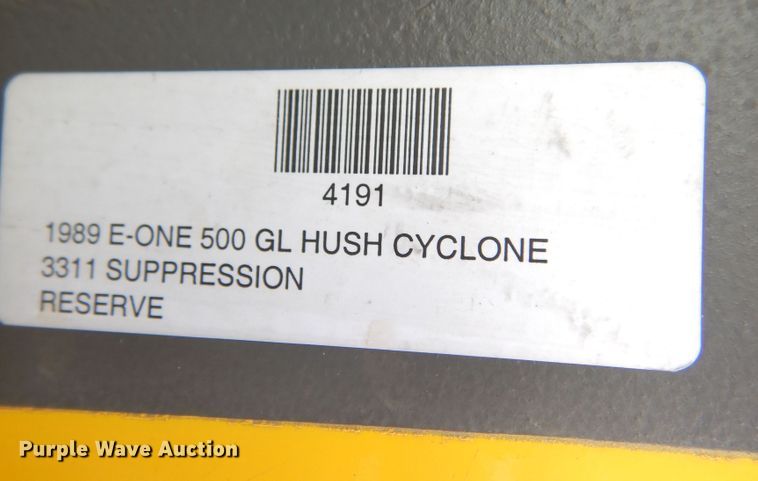 4191
1989 E-ONE 500 GL HUSH CYCLONE
3311 SUPPRESSION
RESERVE
Purple Wave Auction